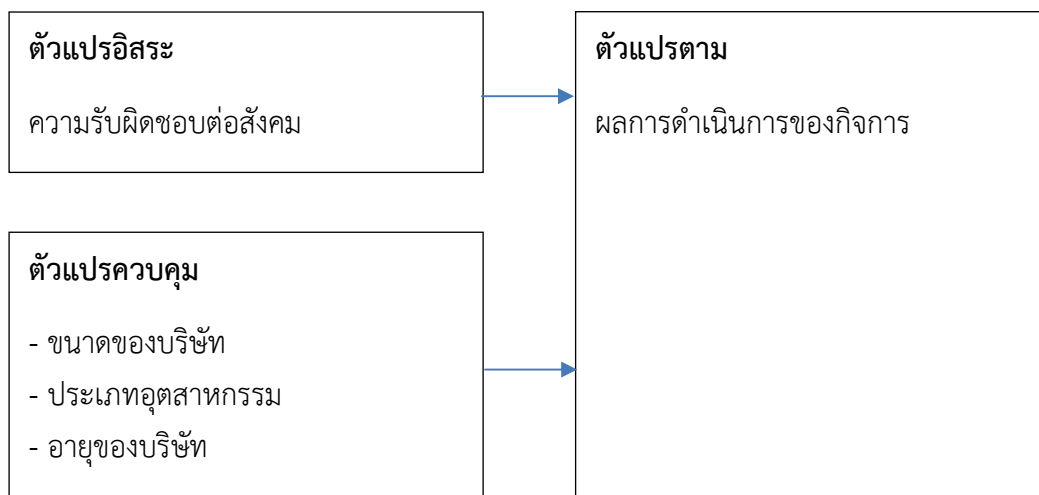 ตัวแปรอิสระ
ความรับผิดชอบต่อสังคม
ตัวแปรตาม
ผลการดำเนินการของกิจการ
ตัวแปรควบคุม
- ขนาดของบริษัท
- ประเภทอุตสาหกรรม
- อายุของบริษัท